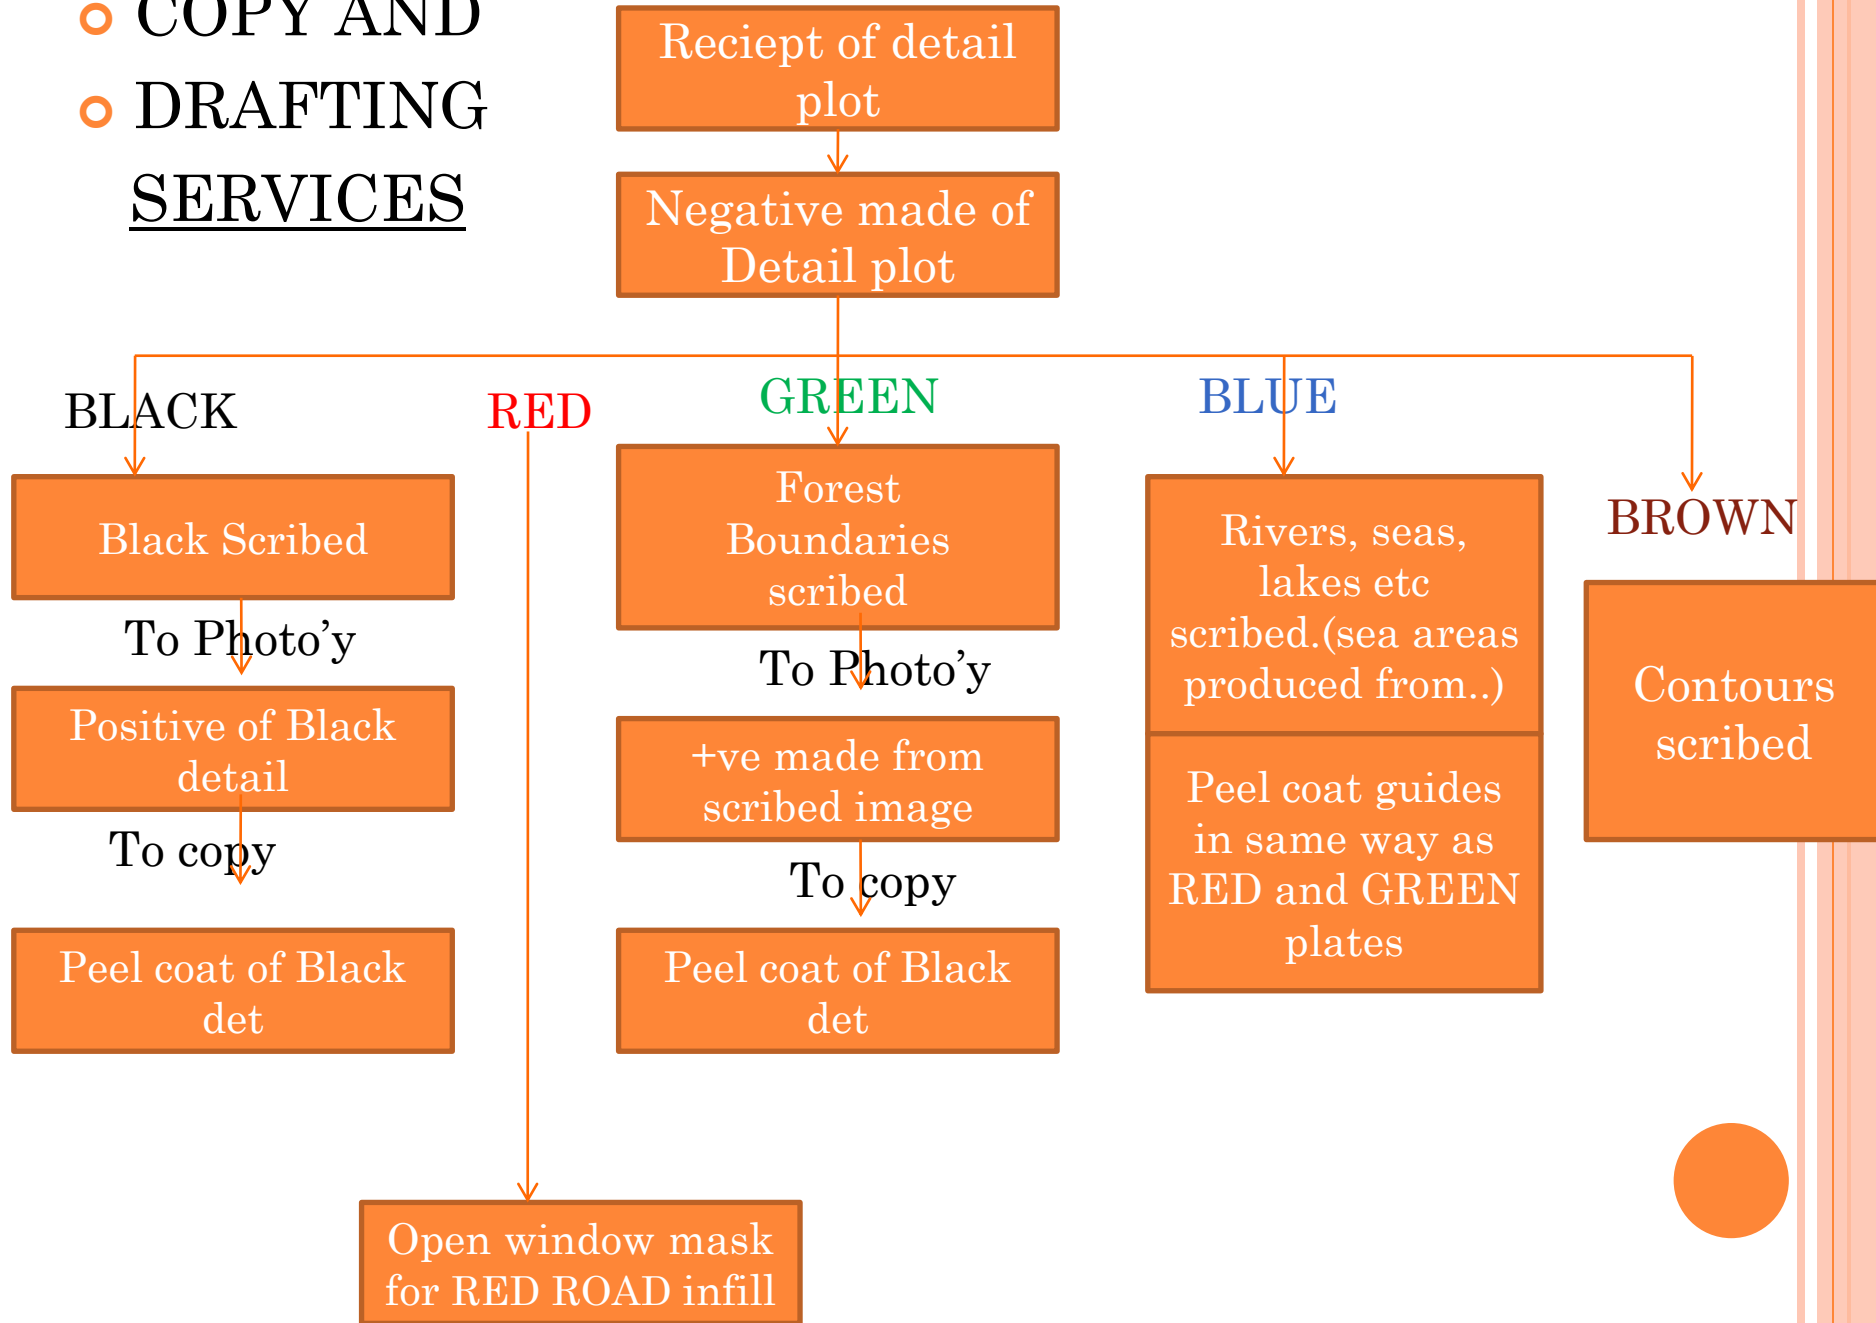 COPY AND
DRAFTING
SERVICES
Reciept of detail
plot
Negative made of
Detail plot
BLACK
RED
GREEN
BLUE
BROWN
Black Scribed
To Photo’y
Positive of Black
detail
To copy
Peel coat of Black
det
Open window mask
for RED ROAD infill
Forest
Boundaries
scribed
To Photo’y
+ve made from
scribed image
To copy
Peel coat of Black
det
Rivers, seas,
lakes etc
scribed.(sea areas
produced from..)
Peel coat guides
in same way as
RED and GREEN
plates
Contours
scribed